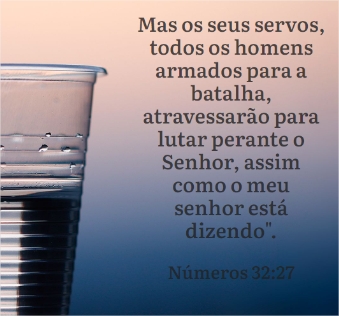 Mas os seus servos,
todos os homens
armados para a
batalha,
atravessarão para
lutar perante o
Senhor, assim
como o meu
senhor está
dizendo".
Números 32:27